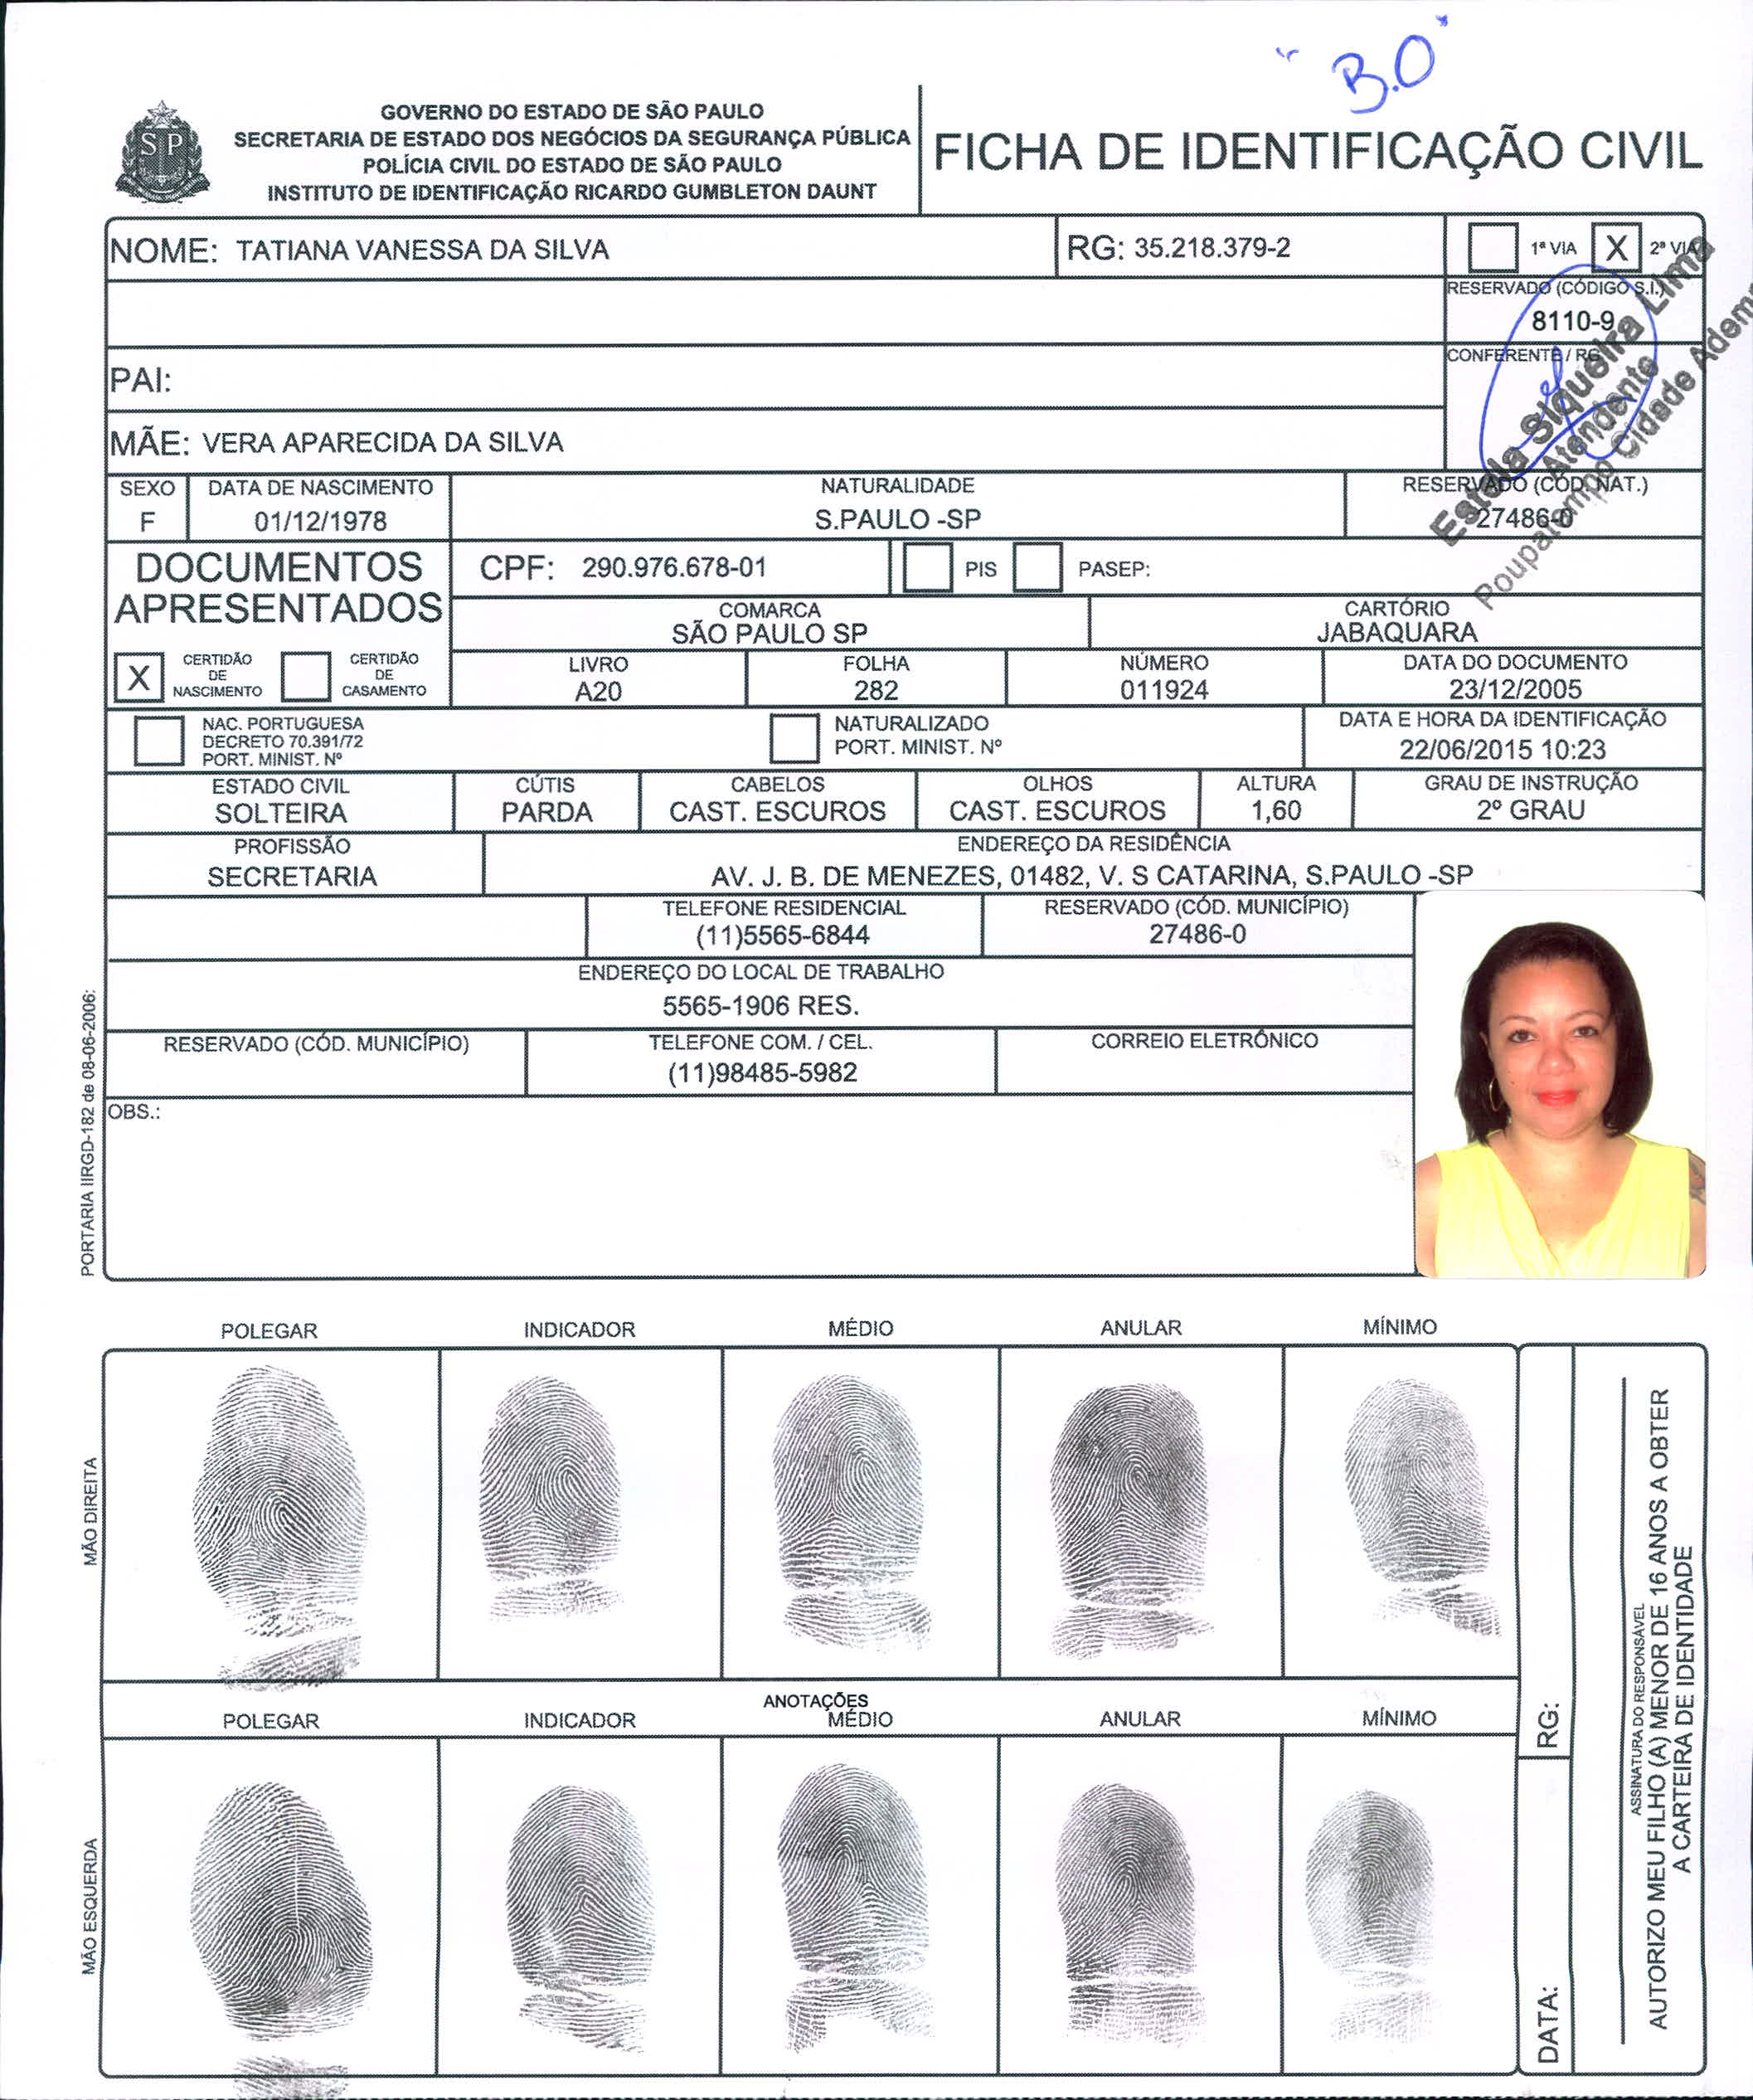 " B.O "
GOVERNO DO ESTADO DE SÃO PAULO
SECRETARIA DE ESTADO DOS NEGÓCIOS DA SEGURANÇA PÚBLICA
POLÍCIA CIVIL DO ESTADO DE SÃO PAULO
INSTITUTO DE IDENTIFICAÇÃO RICARDO GUMBLETON DAUNT
SP
FICHA DE IDENTIFICAÇÃO CIVIL
NOME: TATIANA VANESSA DA SILVA RG: 35.218.379-2 1ª VIA X 2ª VIA
RESERVADO (CÓDIGO S.I.)
8110-9
CONFERENTE / RG
PAI:
MÃE: VERA APARECIDA DA SILVA
Estela Siqueira Lima
Atendente
Poupatempo Cidade Adem
SEXO DATA DE NASCIMENTO NATURALIDADE RESERVADO (CÓD. NAT.)
F 01/12/1978 S.PAULO -SP 27486-0
DOCUMENTOS
APRESENTADOS
CPF: 290.976.678-01 PIS PASEP:
COMARCA CARTÓRIO
SÃO PAULO SP JABAQUARA
X CERTIDÃO DE NASCIMENTO CERTIDÃO DE CASAMENTO
LIVRO FOLHA NÚMERO DATA DO DOCUMENTO
A20 282 011924 23/12/2005
NAC. PORTUGUESA
DECRETO 70.391/72
PORT. MINIST. Nº
NATURALIZADO
PORT. MINIST. Nº
DATA E HORA DA IDENTIFICAÇÃO
22/06/2015 10:23
ESTADO CIVIL CÚTIS CABELOS OLHOS ALTURA GRAU DE INSTRUÇÃO
SOLTEIRA PARDA CAST. ESCUROS CAST. ESCUROS 1,60 2º GRAU
PROFISSÃO ENDEREÇO DA RESIDÊNCIA
SECRETARIA AV. J. B. DE MENEZES, 01482, V. S CATARINA, S.PAULO -SP
TELEFONE RESIDENCIAL RESERVADO (CÓD. MUNICÍPIO)
(11)5565-6844 27486-0
ENDEREÇO DO LOCAL DE TRABALHO
5565-1906 RES.
RESERVADO (CÓD. MUNICÍPIO) TELEFONE COM. / CEL. CORREIO ELETRÔNICO
(11)98485-5982
OBS.:
PORTARIA IIRGD-182 de 08-06-2006:
POLEGAR INDICADOR MÉDIO ANULAR MÍNIMO
MÃO DIREITA
ANOTAÇÕES
POLEGAR INDICADOR MÉDIO ANULAR MÍNIMO
MÃO ESQUERDA
RG:
DATA:
ASSINATURA DO RESPONSÁVEL
AUTORIZO MEU FILHO (A) MENOR DE 16 ANOS A OBTER
A CARTEIRA DE IDENTIDADE